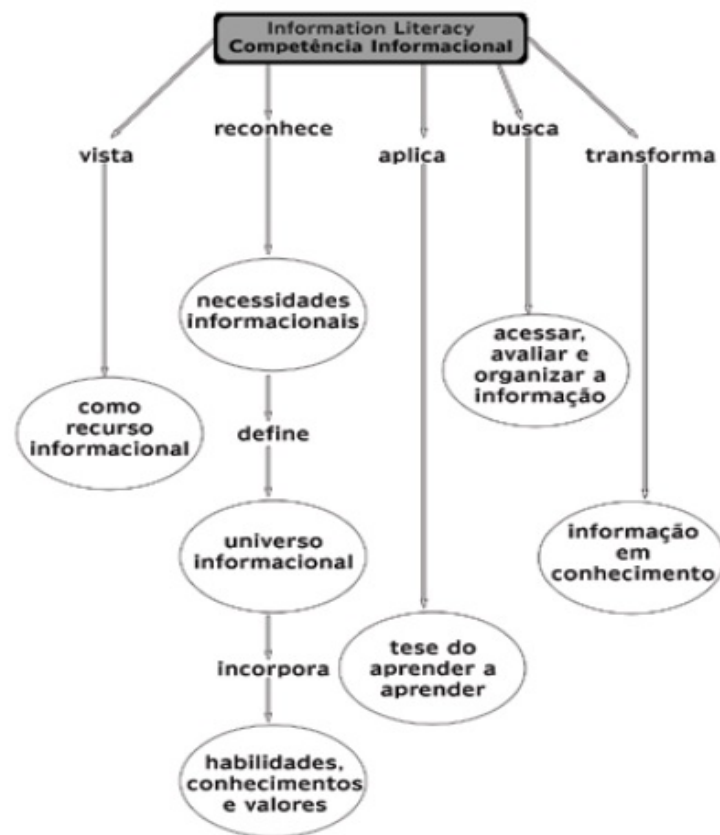 Information Literacy
Competência Informacional
vista
como
recurso
informacional
reconhece
necessidades
informacionais
define
universo
informacional
incorpora
habilidades,
conhecimentos
e valores
aplica
tese do
aprender a
aprender
busca
acessar,
avaliar e
organizar a
informação
transforma
informação
em
conhecimento